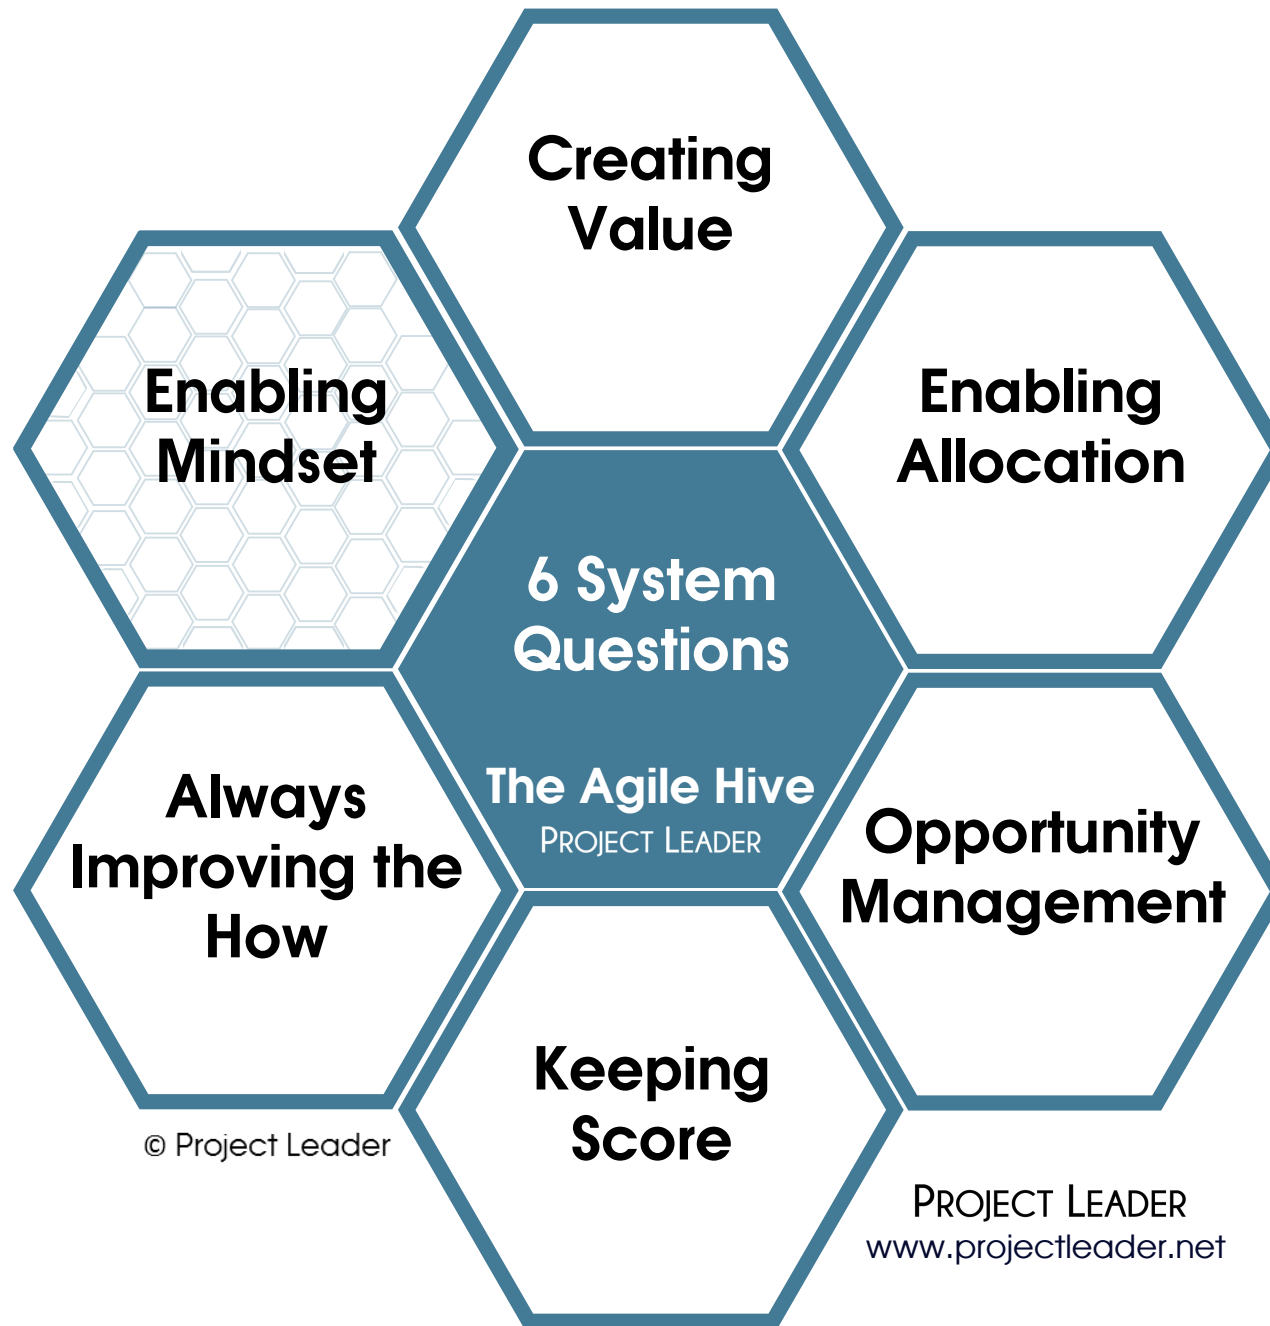 Creating
Value
Enabling
Mindset
Enabling
Allocation
6 System
Questions
The Agile Hive
PROJECT LEADER
Always
Improving the
How
Opportunity
Management
Keeping
Score
© Project Leader
PROJECT LEADER
www.projectleader.net